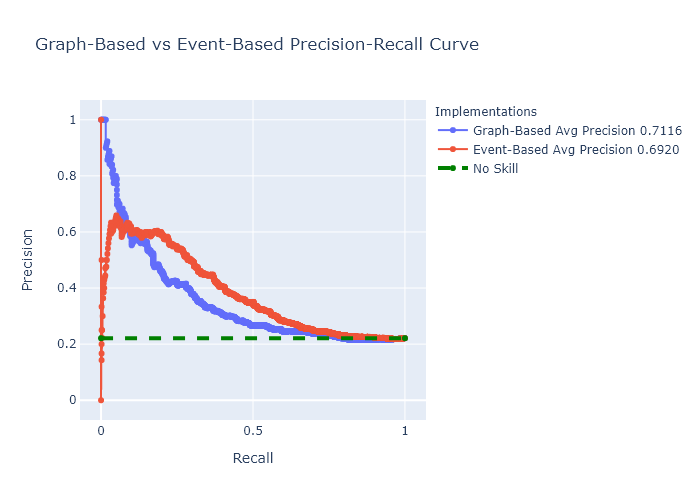 Graph-Based vs Event-Based Precision-Recall Curve
Implementations
Graph-Based Avg Precision 0.7116
Event-Based Avg Precision 0.6920
No Skill
Precision
1
0.8
0.6
0.4
0.2
0
0
0.5
1
Recall